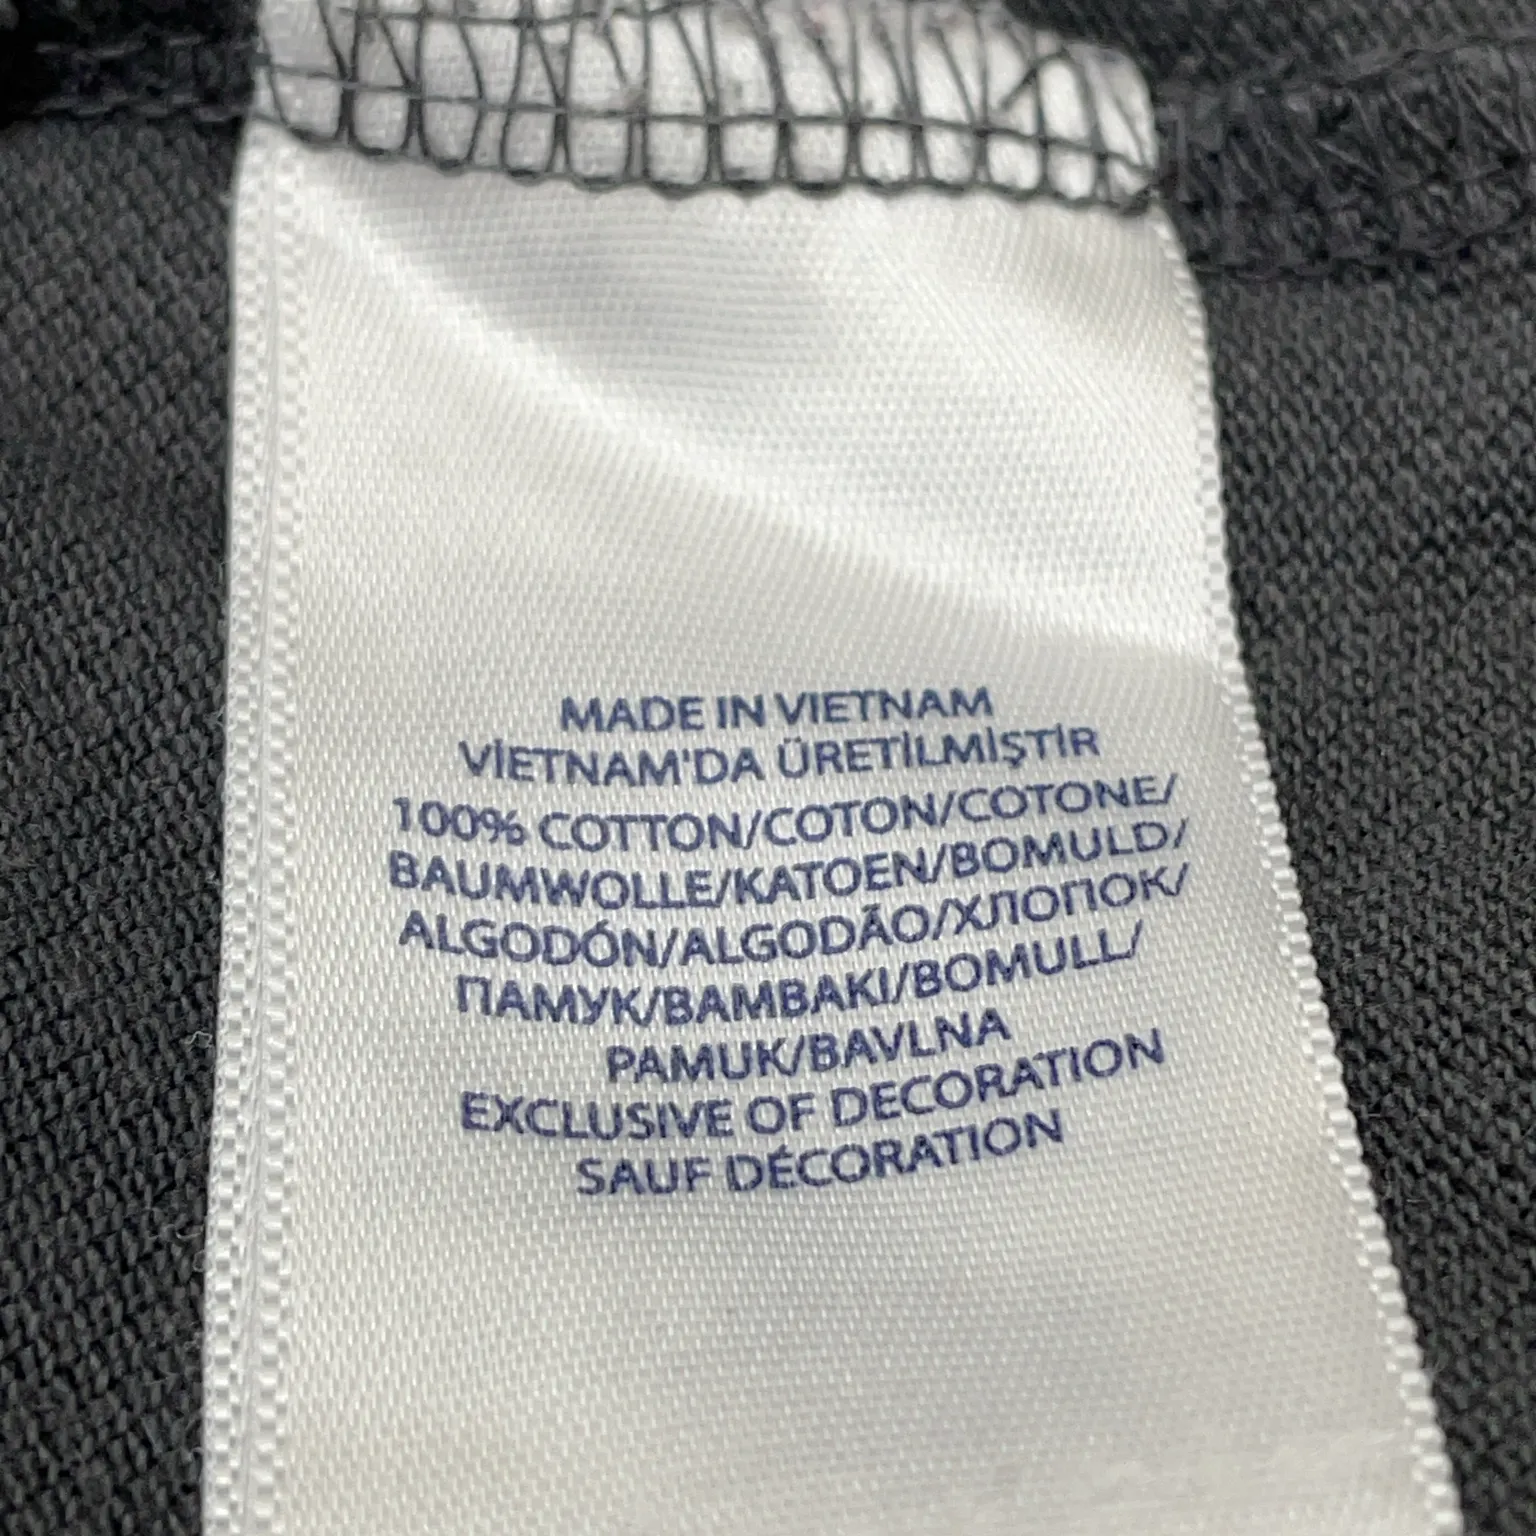 MADE IN VIETNAM
VİETNAM'DA ÜRETİLMİŞTİR
100% COTTON/COTON/COTONE/
BAUMWOLLE/KATOEN/BOMULD/
ALGODÓN/ALGODÃO/ХЛОПОК/
ПАМУК/BAMBAKI/BOMULL/
PAMUK/BAVLNA
EXCLUSIVE OF DECORATION
SAUF DÉCORATION